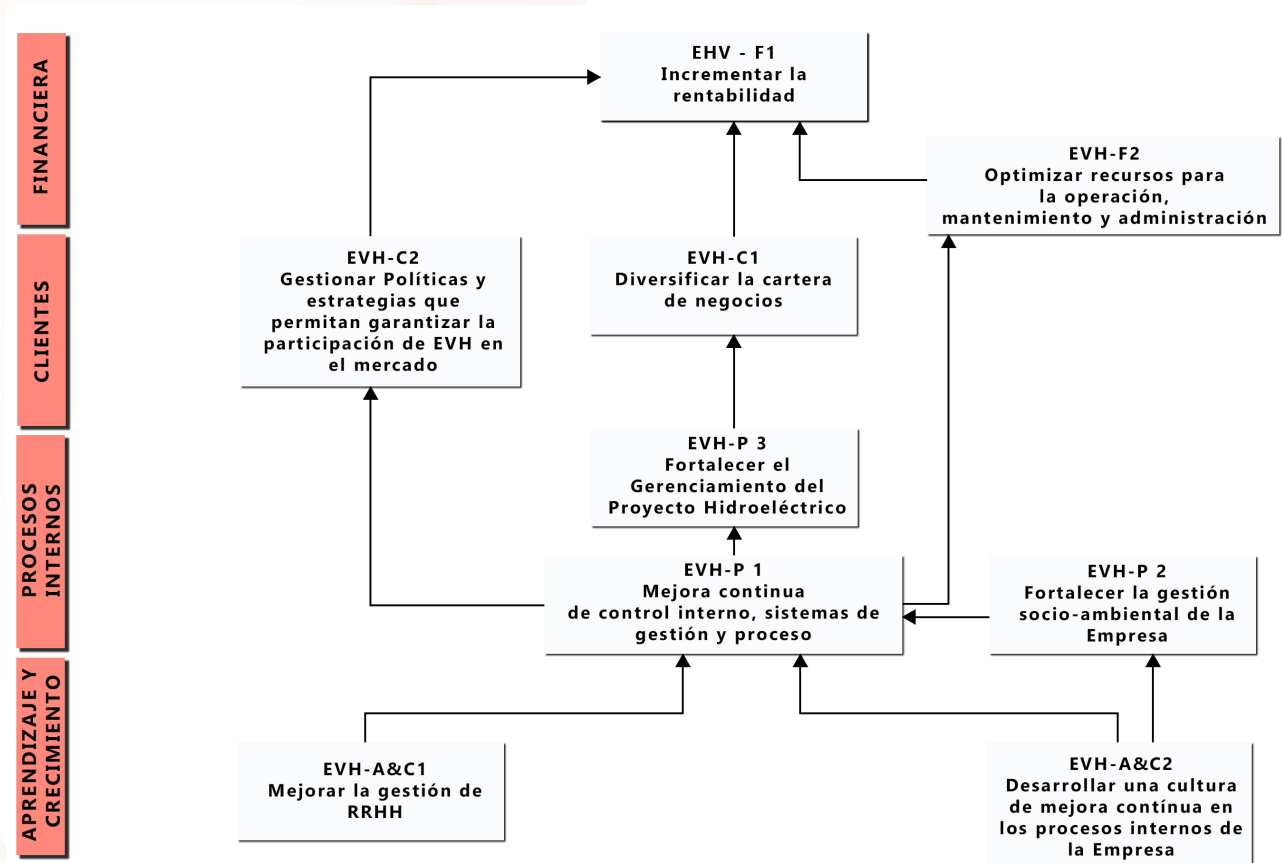 FINANCIERA
EHV - F1
Incrementar la
rentabilidad
EVH-F2
Optimizar recursos para
la operación,
mantenimiento y administración
CLIENTES
EVH-C2
Gestionar Políticas y
estrategias que
permitan garantizar la
participación de EVH en
el mercado
EVH-C1
Diversificar la cartera
de negocios
PROCESOS
INTERNOS
EVH-P 3
Fortalecer el
Gerenciamiento del
Proyecto Hidroeléctrico
EVH-P 1
Mejora continua
de control interno, sistemas de
gestión y proceso
EVH-P 2
Fortalecer la gestión
socio-ambiental de la
Empresa
APRENDIZAJE Y
CRECIMIENTO
EVH-A&C1
Mejorar la gestión de
RRHH
EVH-A&C2
Desarrollar una cultura
de mejora contínua en
los procesos internos de
la Empresa